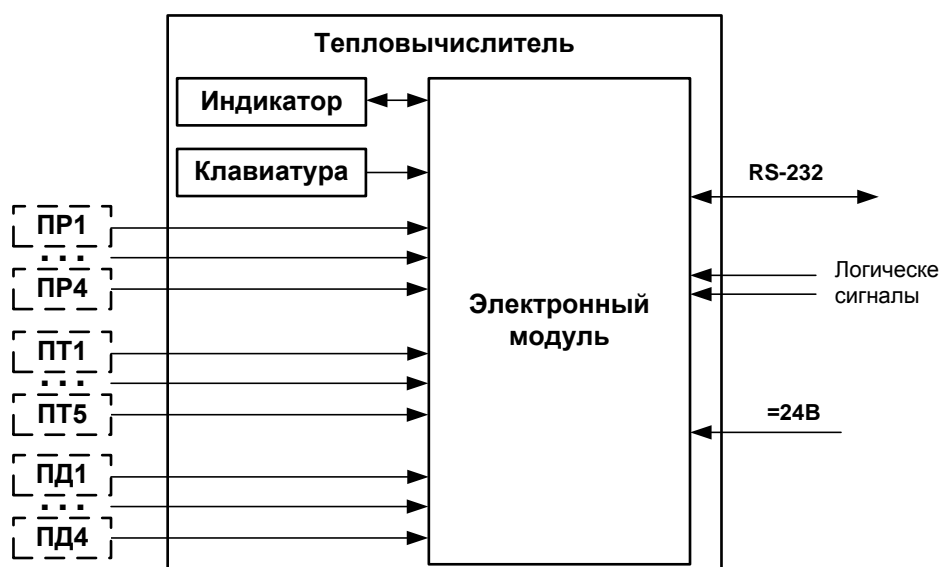 Тепловычислитель
Индикатор
Клавиатура
ПР1
...
ПР4
ПТ1
...
ПТ5
ПД1
...
ПД4
Электронный
модуль
RS-232
Логическе
сигналы
=24В